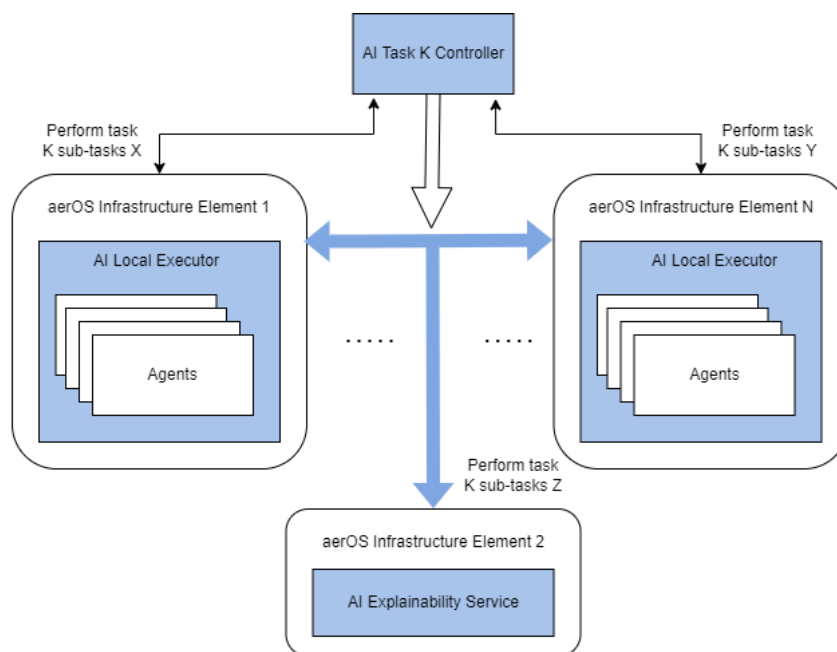 AI Task K Controller
Perform task
K sub-tasks X
Perform task
K sub-tasks Y
aerOS Infrastructure Element 1
aerOS Infrastructure Element N
AI Local Executor
AI Local Executor
.....
.....
Agents
Agents
Perform task
K sub-tasks Z
aerOS Infrastructure Element 2
AI Explainability Service